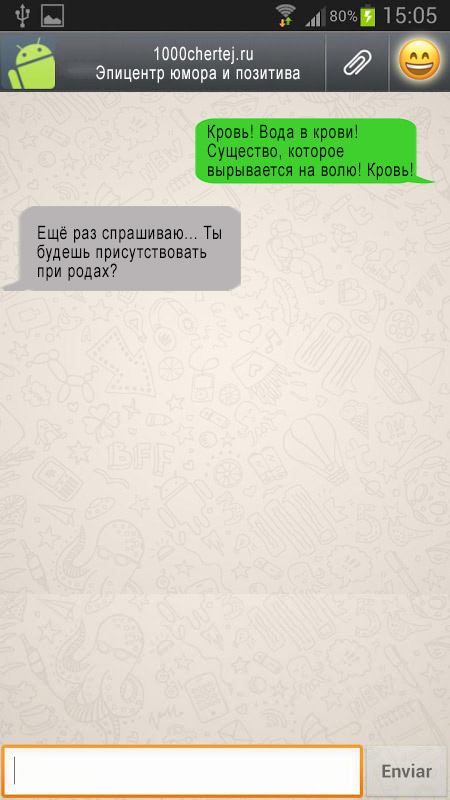 80% 15:05
1000chertej.ru
Эпицентр юмора и позитива
Кровь! Вода в крови!
Существо, которое
вырывается на волю! Кровь!
Ещё раз спрашиваю... Ты
будешь присутствовать
при родах?
BFF
Enviar